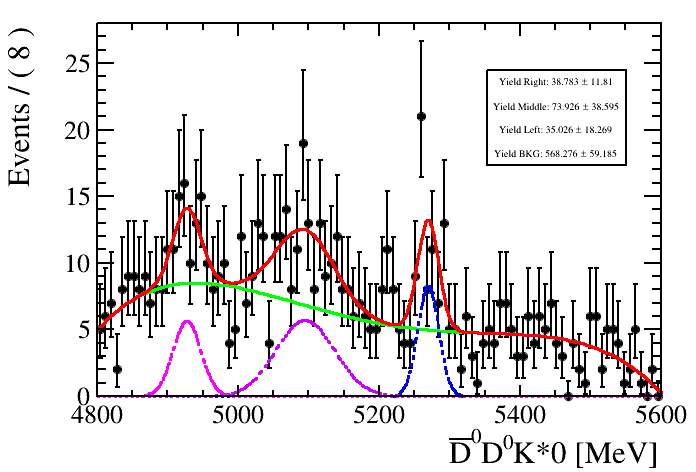 Events / ( 8 )
25
20
15
10
5
0
Yield Right: 38.783 ± 11.81
Yield Middle: 73.926 ± 38.595
Yield Left: 35.026 ± 18.269
Yield BKG: 568.276 ± 59.185
4800 5000 5200 5400 5600
D̅⁰D⁰K*0 [MeV]